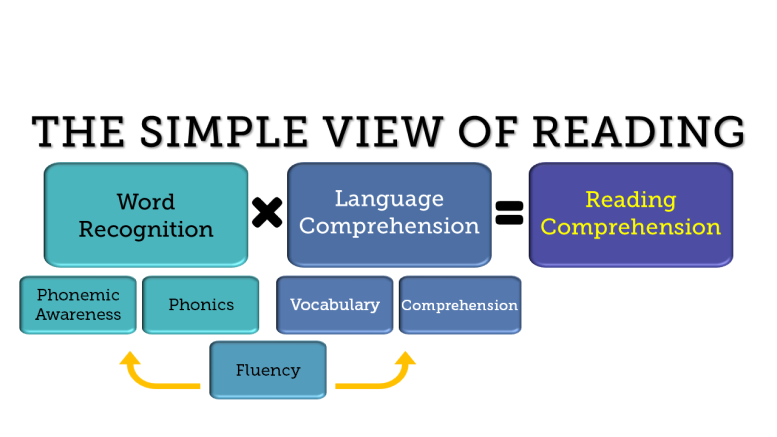 THE SIMPLE VIEW OF READING
Word
Recognition
×
Language
Comprehension
=
Reading
Comprehension
Phonemic
Awareness
Phonics
Vocabulary
Comprehension
Fluency